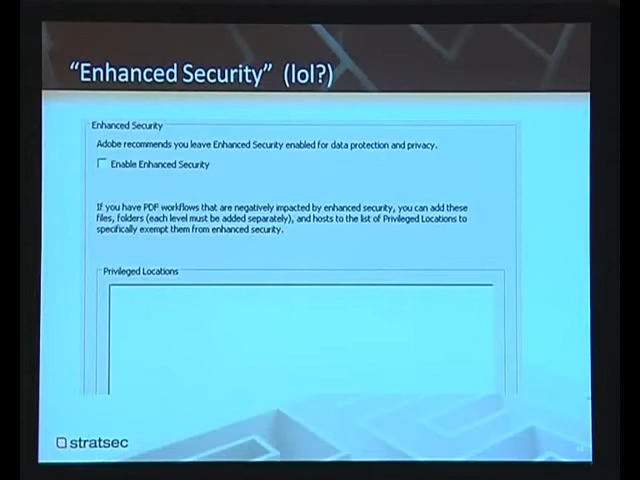 “Enhanced Security” (lol?)
Enhanced Security
Adobe recommends you leave Enhanced Security enabled for data protection and privacy.
Enable Enhanced Security
If you have PDF workflows that are negatively impacted by enhanced security, you can add these
files, folders (each level must be added separately), and hosts to the list of Privileged Locations to
specifically exempt them from enhanced security.
Privileged Locations
stratsec